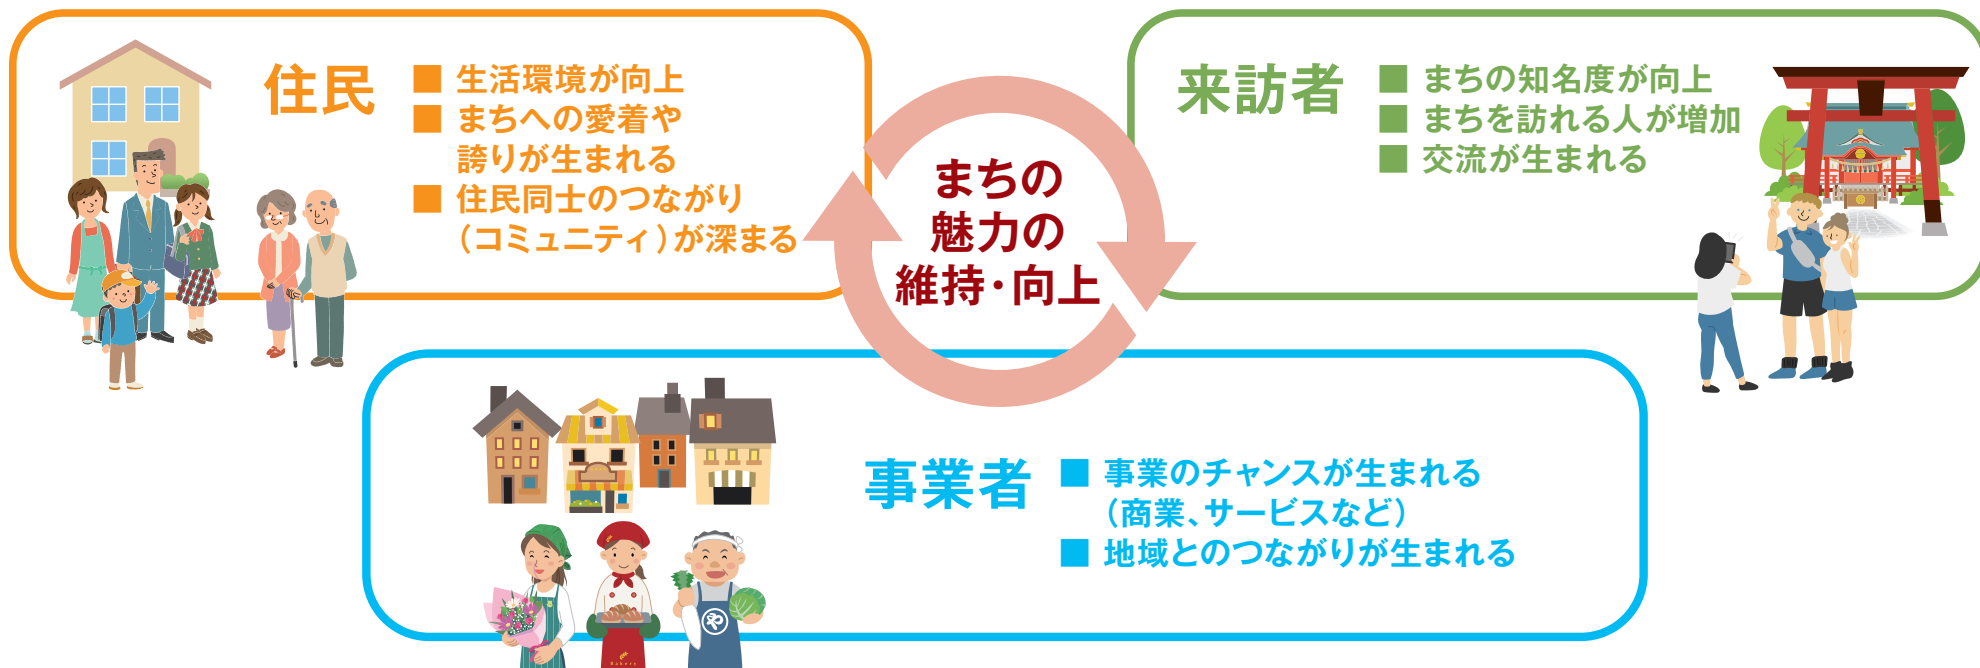 住民
■ 生活環境が向上
■ まちへの愛着や
誇りが生まれる
■ 住民同士のつながり
（コミュニティ）が深まる
まちの
魅力の
維持・向上
来訪者
■ まちの知名度が向上
■ まちを訪れる人が増加
■ 交流が生まれる
事業者
■ 事業のチャンスが生まれる
（商業、サービスなど）
■ 地域とのつながりが生まれる
や
Bakery